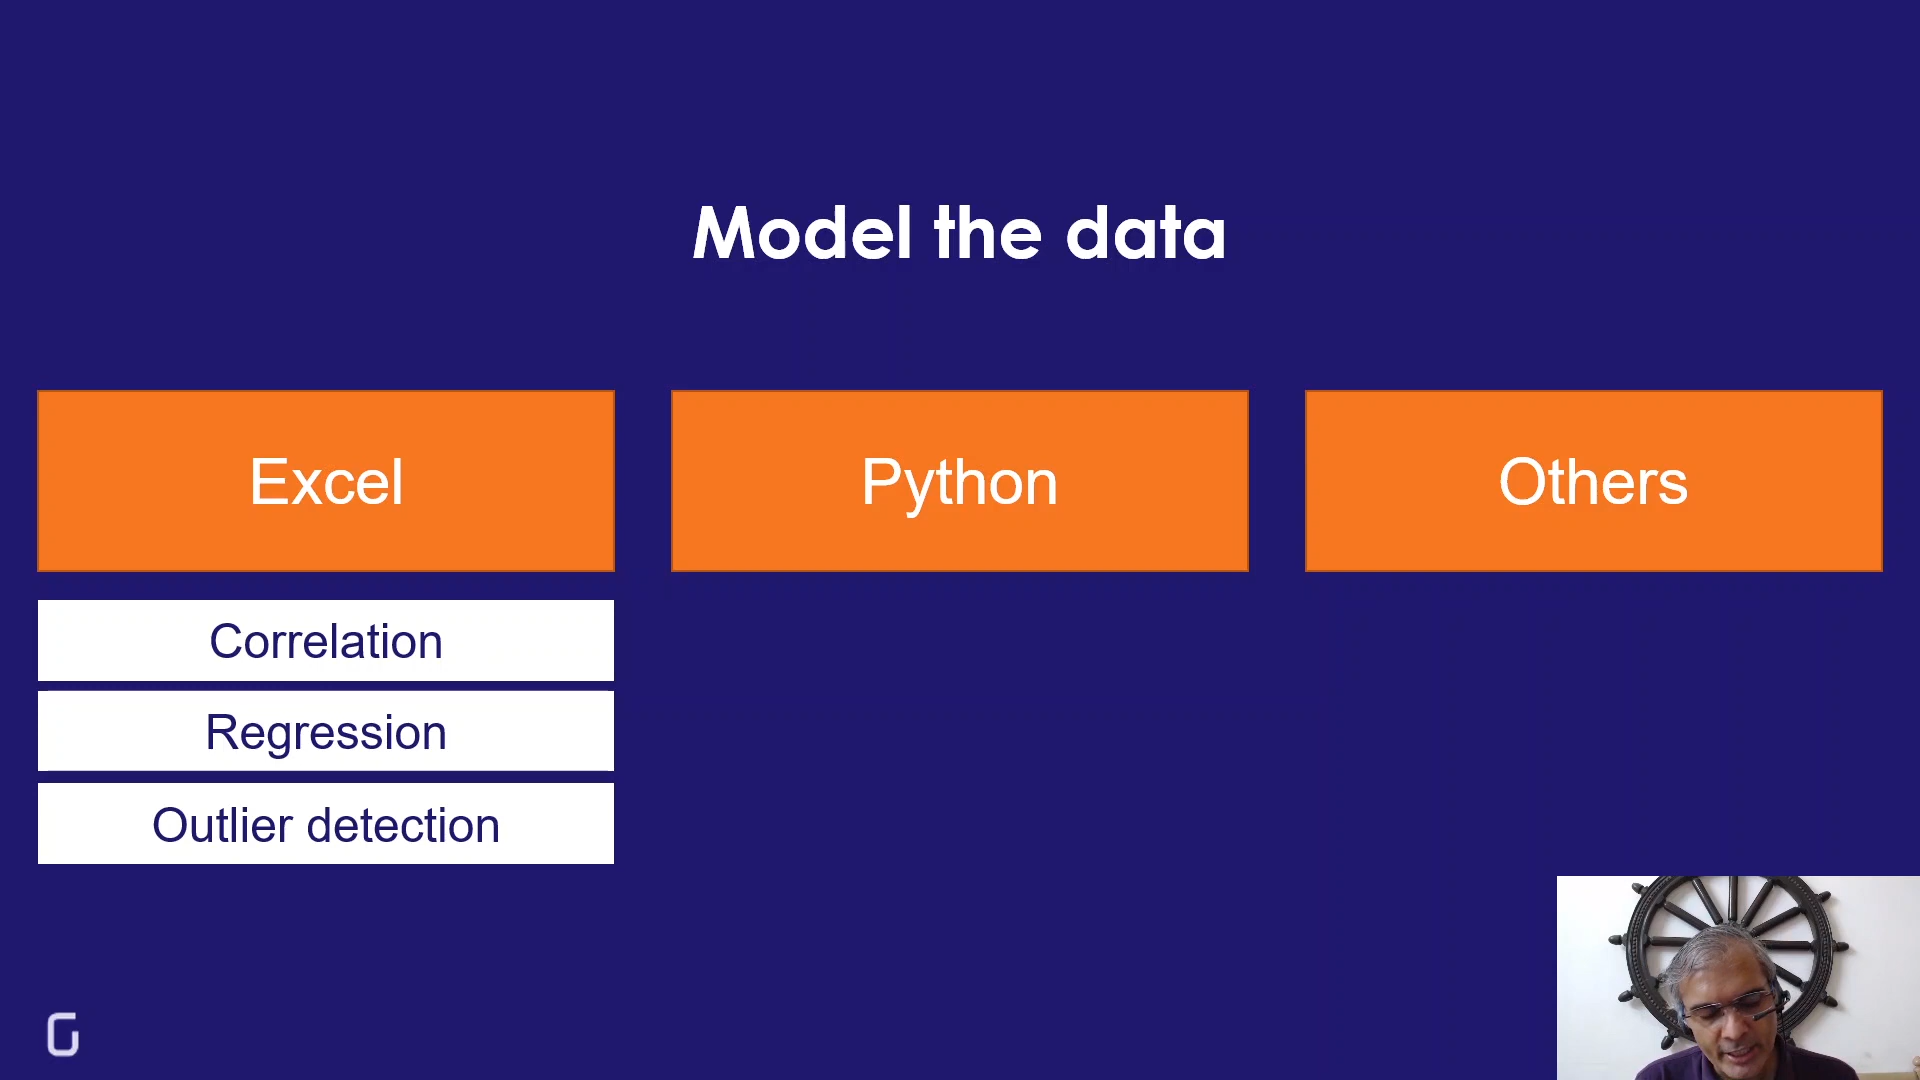 Model the data
Excel
Python
Others
Correlation
Regression
Outlier detection